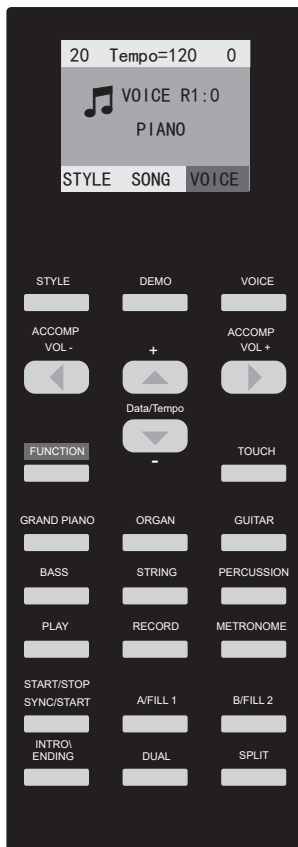 20 Tempo=120 0
VOICE R1:0
PIANO
STYLE SONG VOICE
STYLE DEMO VOICE
ACCOMP
VOL -
+
ACCOMP
VOL +
Data/Tempo
-
FUNCTION
TOUCH
GRAND PIANO ORGAN GUITAR
BASS STRING PERCUSSION
PLAY RECORD METRONOME
START/STOP
SYNC/START A/FILL 1 B/FILL 2
INTRO\
ENDING DUAL SPLIT